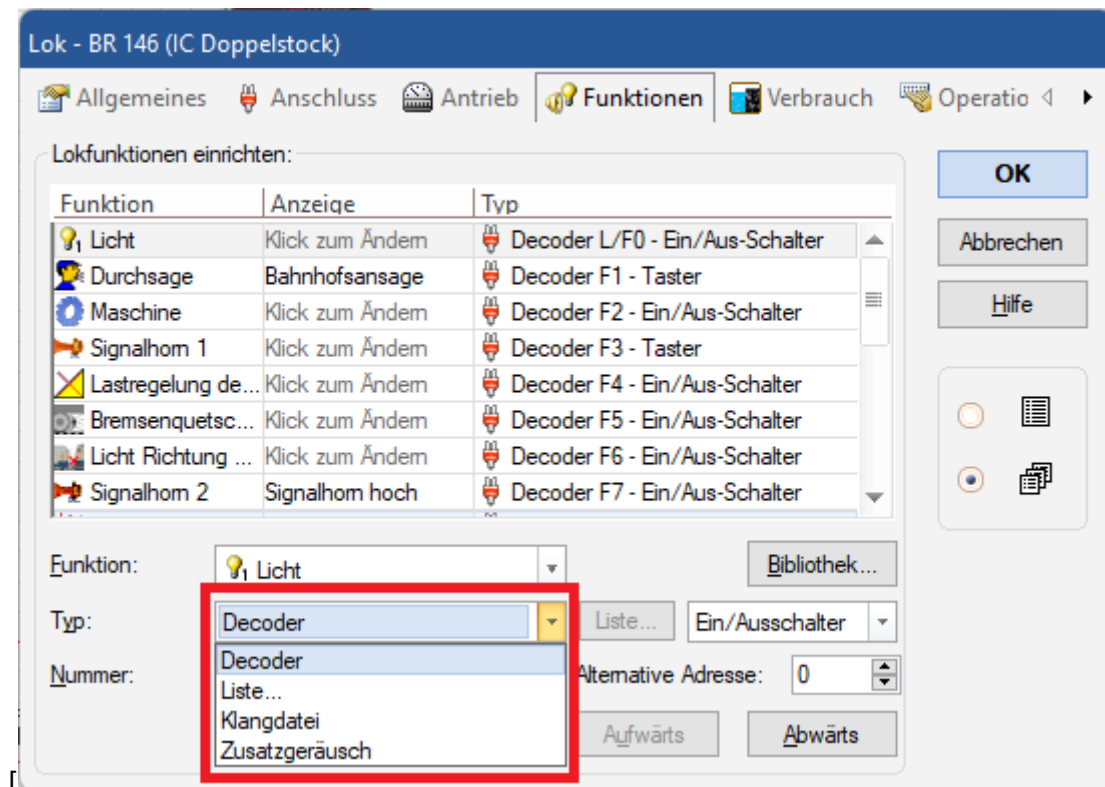 Lok - BR 146 (IC Doppelstock)
Allgemeines Anschluss Antrieb Funktionen Verbrauch Operatio
Lokfunktionen einrichten:
Funktion Anzeige Typ
Licht Klick zum Ändern Decoder L/F0 - Ein/Aus-Schalter
Durchsage Bahnhofsansage Decoder F1 - Taster
Maschine Klick zum Ändern Decoder F2 - Ein/Aus-Schalter
Signalhorn 1 Klick zum Ändern Decoder F3 - Taster
Lastregelung de... Klick zum Ändern Decoder F4 - Ein/Aus-Schalter
Bremsenquetsc... Klick zum Ändern Decoder F5 - Ein/Aus-Schalter
Licht Richtung ... Klick zum Ändern Decoder F6 - Ein/Aus-Schalter
Signalhorn 2 Signalhorn hoch Decoder F7 - Ein/Aus-Schalter
OK
Abbrechen
Hilfe
Funktion: Licht Bibliothek...
Typ: Decoder Liste... Ein/Ausschalter
Decoder
Nummer: Alternative Adresse: 0
Liste...
Klangdatei
Zusatzgeräusch
Aufwärts Abwärts